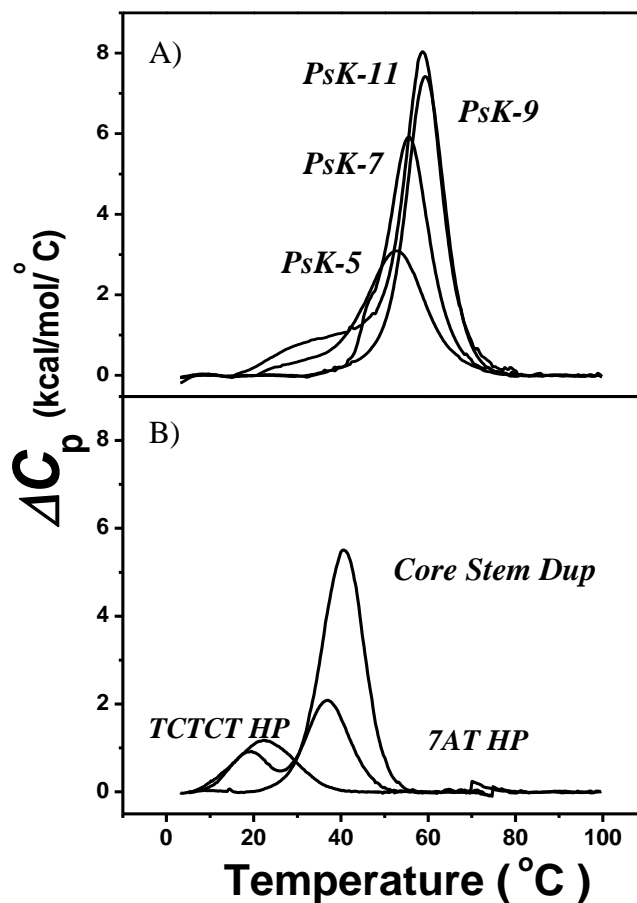 A)
PsK-11
PsK-9
PsK-7
PsK-5
8
6
4
2
0
B)
Core Stem Dup
TCTCT HP
7AT HP
8
6
4
2
0
0 20 40 60 80 100
ΔCp (kcal/mol/°C)
Temperature (°C)